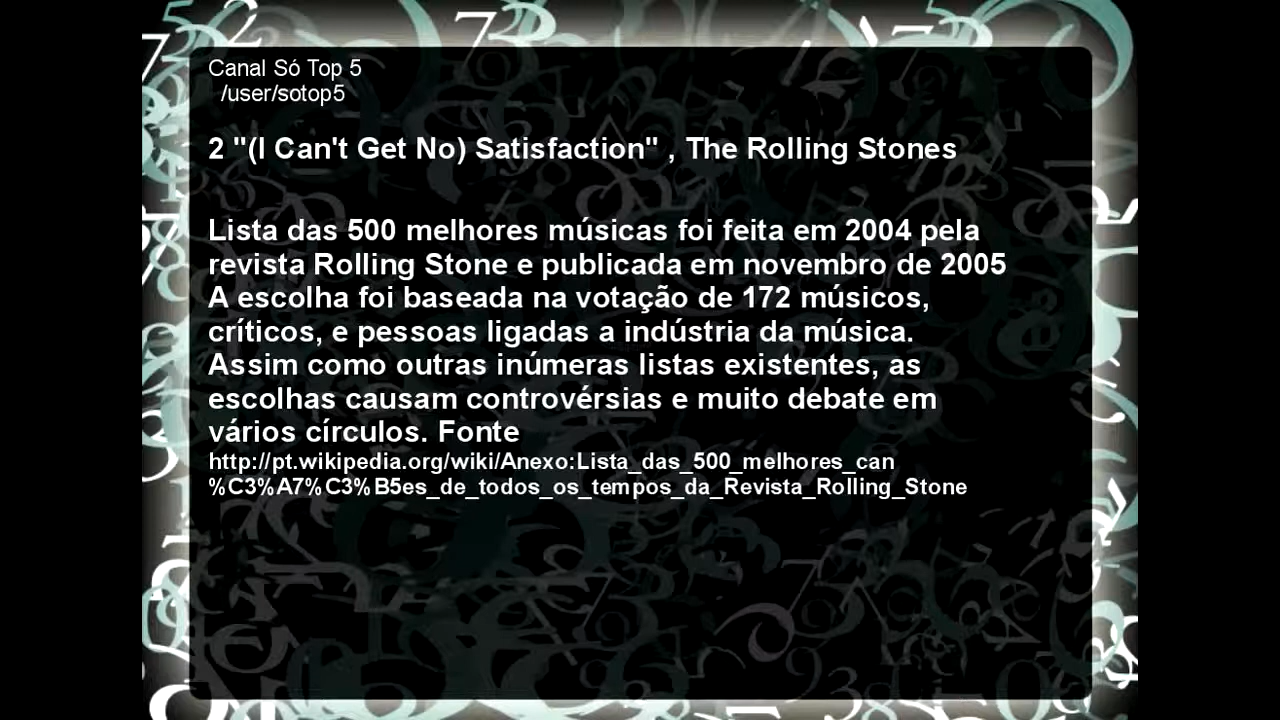 Canal Só Top 5
/user/sotop5
2 "(I Can't Get No) Satisfaction" , The Rolling Stones
Lista das 500 melhores músicas foi feita em 2004 pela
revista Rolling Stone e publicada em novembro de 2005
A escolha foi baseada na votação de 172 músicos,
críticos, e pessoas ligadas a indústria da música.
Assim como outras inúmeras listas existentes, as
escolhas causam controvérsias e muito debate em
vários círculos. Fonte
http://pt.wikipedia.org/wiki/Anexo:Lista_das_500_melhores_can
%C3%A7%C3%B5es_de_todos_os_tempos_da_Revista_Rolling_Stone